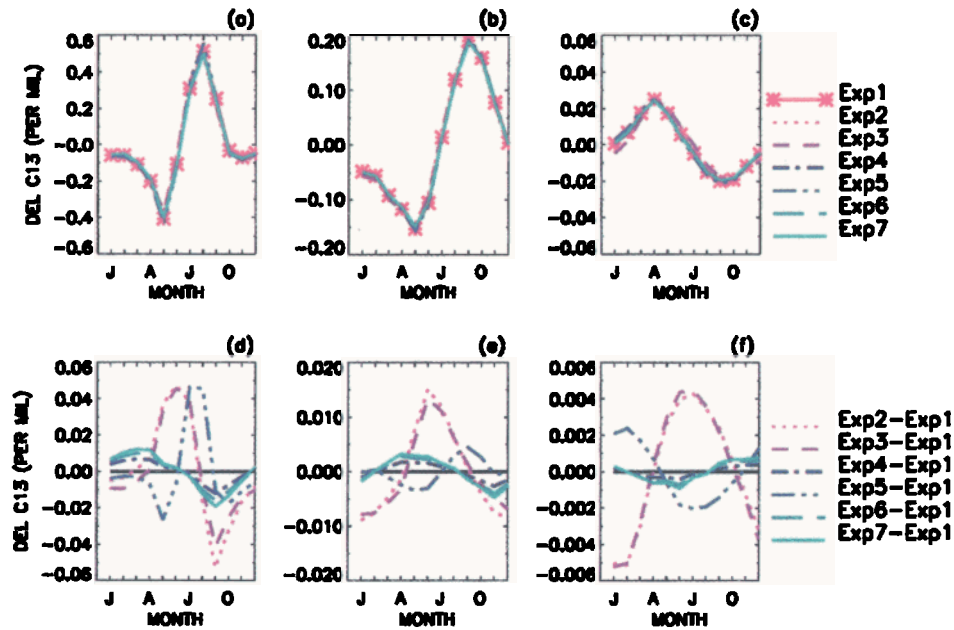 (a)
(b)
(c)
DEL C13 (PER MIL)
0.6
0.4
0.2
-0.0
-0.2
-0.4
-0.6
J A J O
MONTH
0.20
0.10
0.00
-0.10
-0.20
J A J O
MONTH
0.06
0.04
0.02
0.00
-0.02
-0.04
-0.06
J A J O
MONTH
Exp1
Exp2
Exp3
Exp4
Exp5
Exp6
Exp7
(d)
(e)
(f)
DEL C13 (PER MIL)
0.06
0.04
0.02
0.00
-0.02
-0.04
-0.06
J A J O
MONTH
0.020
0.010
0.000
-0.010
-0.020
J A J O
MONTH
0.006
0.004
0.002
0.000
-0.002
-0.004
-0.006
J A J O
MONTH
Exp2-Exp1
Exp3-Exp1
Exp4-Exp1
Exp5-Exp1
Exp6-Exp1
Exp7-Exp1